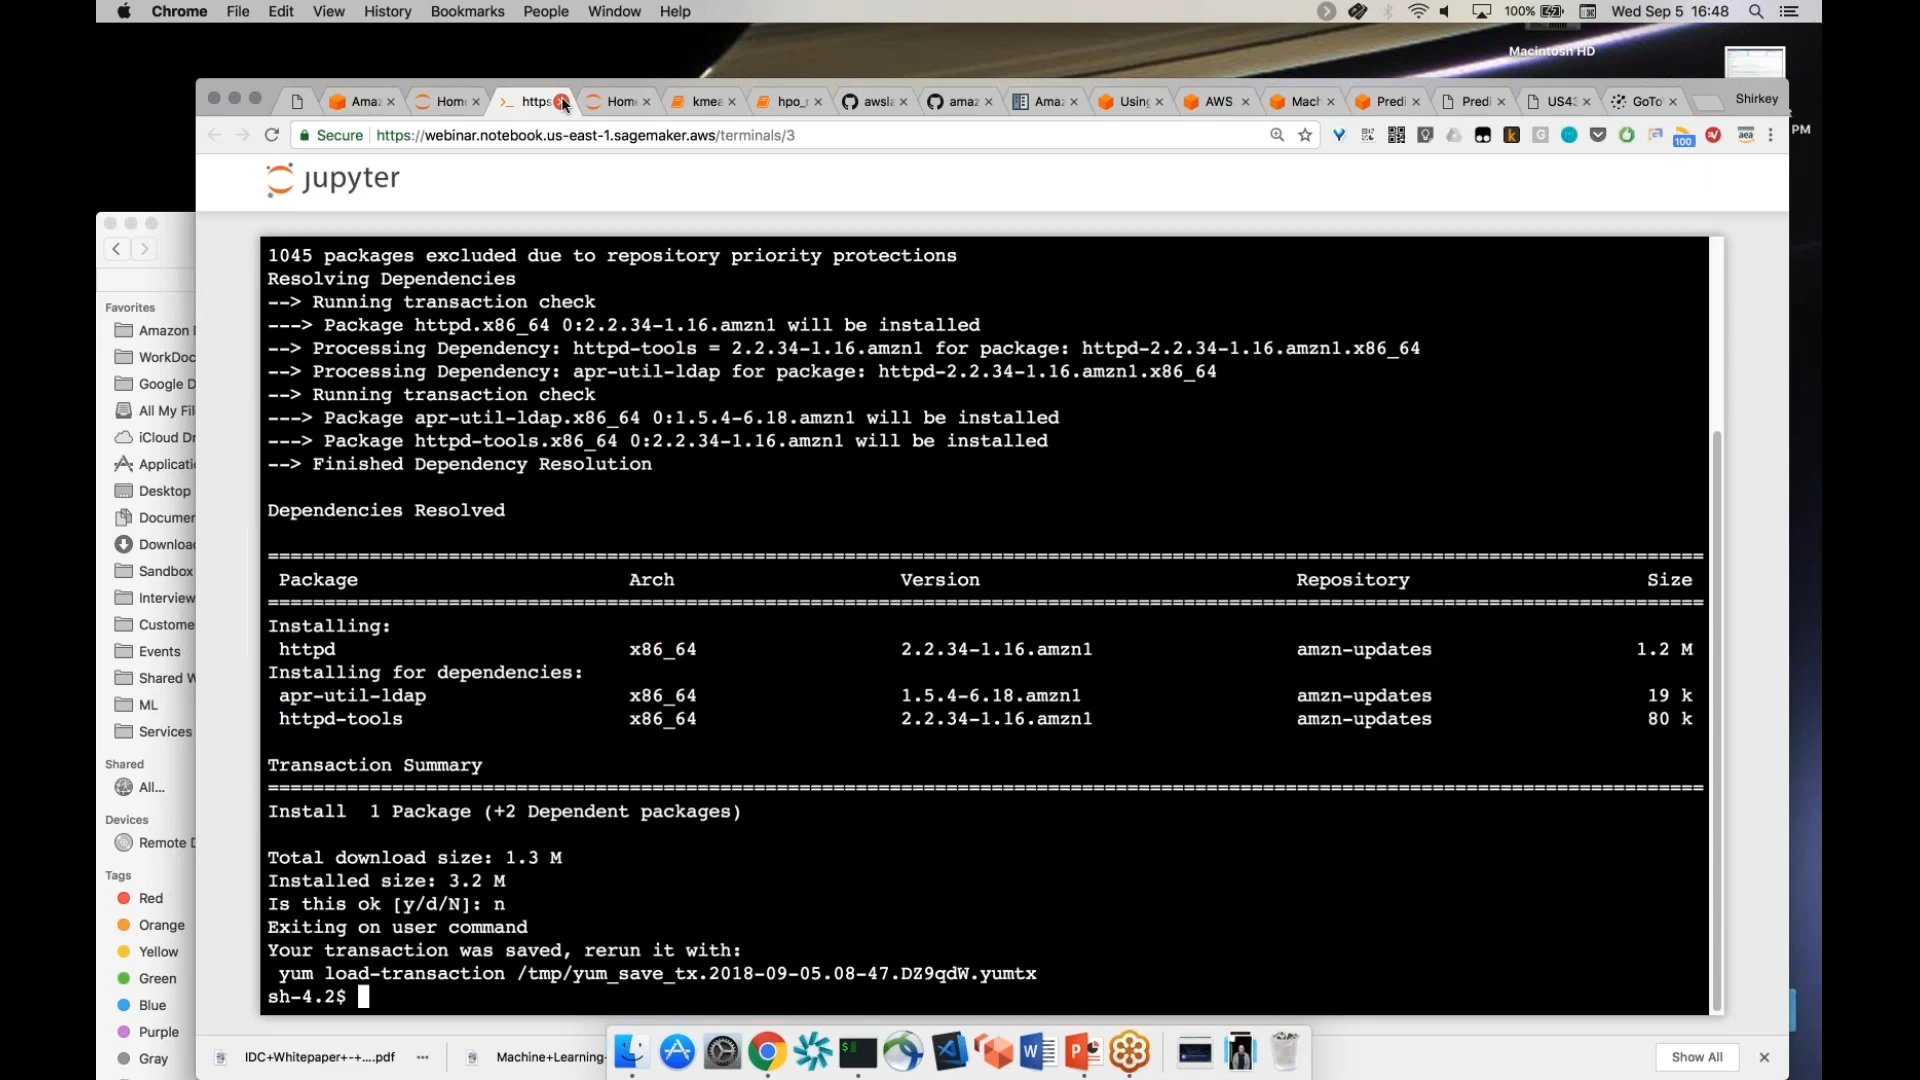 Chrome File Edit View History Bookmarks People Window Help 100% Wed Sep 5 16:48
Macintosh HD
Ama Hom https Hom kmea hpo_ awsla amaz Ama Using AWS Mach Predi Predi US43 GoTo Shirkey
Secure https://webinar.notebook.us-east-1.sagemaker.aws/terminals/3 100 aea PM
jupyter
1045 packages excluded due to repository priority protections
Resolving Dependencies
--> Running transaction check
---> Package httpd.x86_64 0:2.2.34-1.16.amzn1 will be installed
--> Processing Dependency: httpd-tools = 2.2.34-1.16.amzn1 for package: httpd-2.2.34-1.16.amzn1.x86_64
--> Processing Dependency: apr-util-ldap for package: httpd-2.2.34-1.16.amzn1.x86_64
--> Running transaction check
---> Package apr-util-ldap.x86_64 0:1.5.4-6.18.amzn1 will be installed
---> Package httpd-tools.x86_64 0:2.2.34-1.16.amzn1 will be installed
--> Finished Dependency Resolution
Dependencies Resolved
Package Arch Version Repository Size
Installing:
httpd x86_64 2.2.34-1.16.amzn1 amzn-updates 1.2 M
Installing for dependencies:
apr-util-ldap x86_64 1.5.4-6.18.amzn1 amzn-updates 19 k
httpd-tools x86_64 2.2.34-1.16.amzn1 amzn-updates 80 k
Transaction Summary
Install 1 Package (+2 Dependent packages)
Total download size: 1.3 M
Installed size: 3.2 M
Is this ok [y/d/N]: n
Exiting on user command
Your transaction was saved, rerun it with:
yum load-transaction /tmp/yum_save_tx.2018-09-05.08-47.DZ9qdW.yumtx
sh-4.2$
Favorites
Amazon
WorkDoc
Google D
All My Fil
iCloud Dr
Applicati
Desktop
Documen
Downloa
Sandbox
Interview
Custome
Events
Shared W
ML
Services
Shared
All...
Devices
Remote D
Tags
Red
Orange
Yellow
Green
Blue
Purple
Gray
IDC+Whitepaper+-+....pdf Machine+Learning- Show All